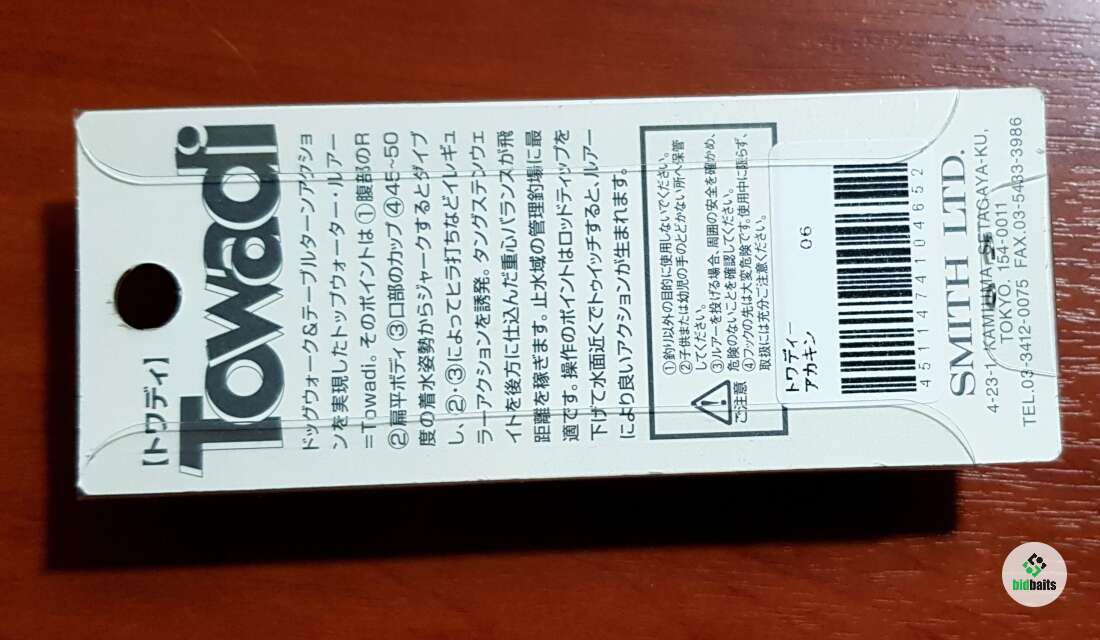 【トワディ】
Towadi
ドッグウォーク&テーブルターンアクショ
ンを実現したトップウォーター・ルアー
=Towadi。そのポイントは①腹部のR
②扁平ボディ③口部のカップ④45~50
度の着水姿勢からジャークするとダイブ
し、②・③によってヒラ打ちなどイレギュ
ラーアクションを誘発。タングステンウェ
イトを後方に仕込んだ重心バランスが飛
距離を稼ぎます。止水域の管理釣場に最
適です。操作のポイントはロッドティップを
下げて水面近くでトゥイッチすると、ルアー
により良いアクションが生まれます。
ご注意
①釣り以外の目的に使用しないでください。
②子供または幼児の手のとどかない所へ保管
してください。
③ルアーを投げる場合、周囲の安全を確かめ、
危険のないことを確認してください。
④フックの先は大変危険です。使用中に限らず、
取扱には充分ご注意ください。
トワディー 06
アカキン
4511474104652
SMITH LTD.
4-23-1 KAMIUMA, SETAGAYA-KU,
TOKYO. 154-0011
TEL.03-3412-0075 FAX.03-5483-3986
bidbaits